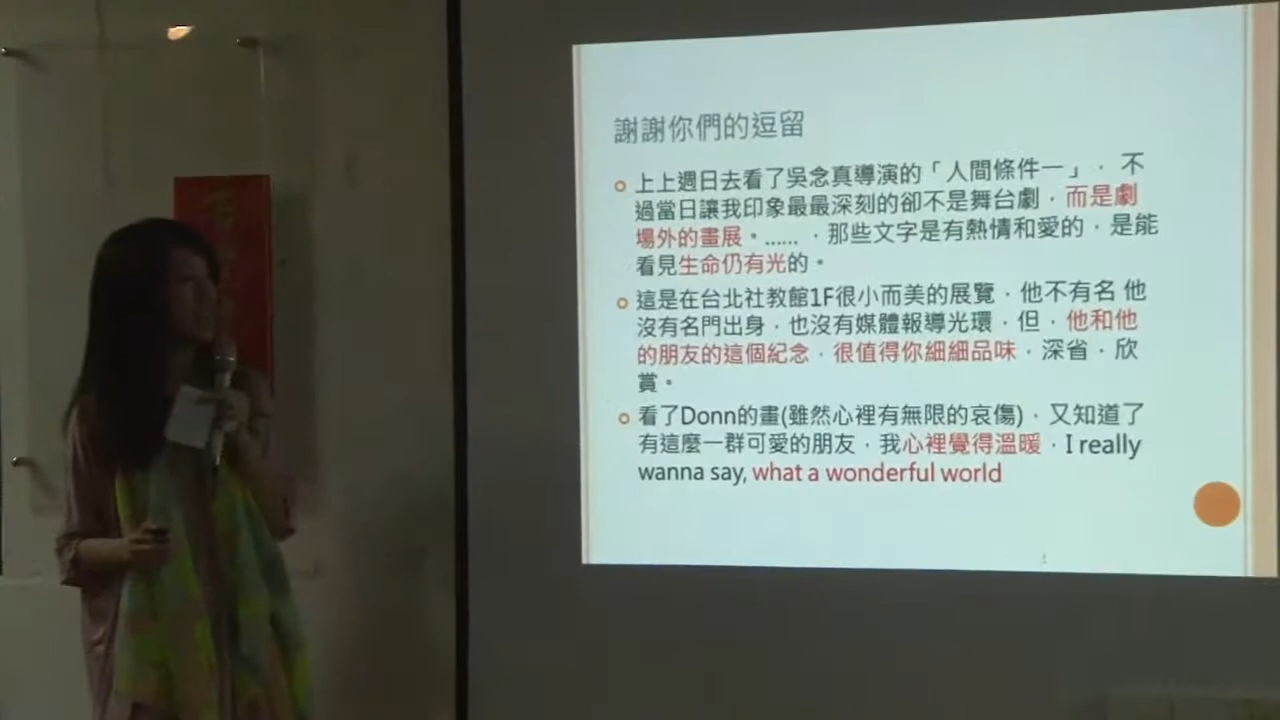 謝謝你們的逗留
上上週日去看了吳念真導演的「人間條件一」．不
過當日讓我印象最最深刻的卻不是舞台劇．而是劇
場外的畫展。……．那些文字是有熱情和愛的．是能
看見生命仍有光的。
這是在台北社教館1F很小而美的展覽．他不有名 他
沒有名門出身．也沒有媒體報導光環．但．他和他
的朋友的這個紀念．很值得你細細品味．深省．欣
賞。
看了Donn的畫(雖然心裡有無限的哀傷)．又知道了
有這麼一群可愛的朋友．我心裡覺得溫暖．I really
wanna say, what a wonderful world